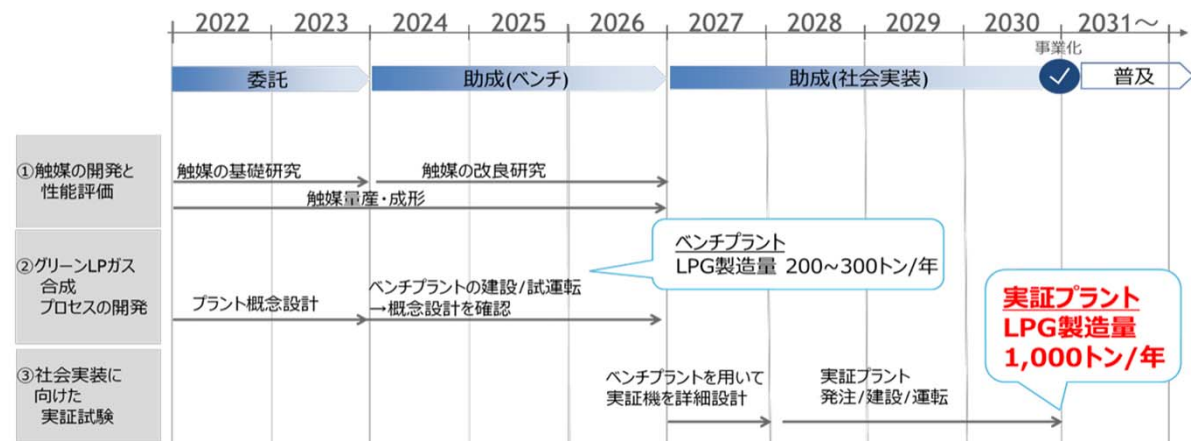 2022 2023 2024 2025 2026 2027 2028 2029 2030 2031～
事業化
委託 助成(ベンチ) 助成(社会実装) 普及
①触媒の開発と
性能評価
触媒の基礎研究 触媒の改良研究
触媒量産・成形
ベンチプラント
LPG製造量 200~300トン/年
②グリーンLPガス
合成
プロセスの開発
プラント概念設計
ベンチプラントの建設/試運転
→概念設計を確認
実証プラント
LPG製造量
1,000トン/年
③社会実装に
向けた
実証試験
ベンチプラントを用いて
実証機を詳細設計
実証プラント
発注/建設/運転